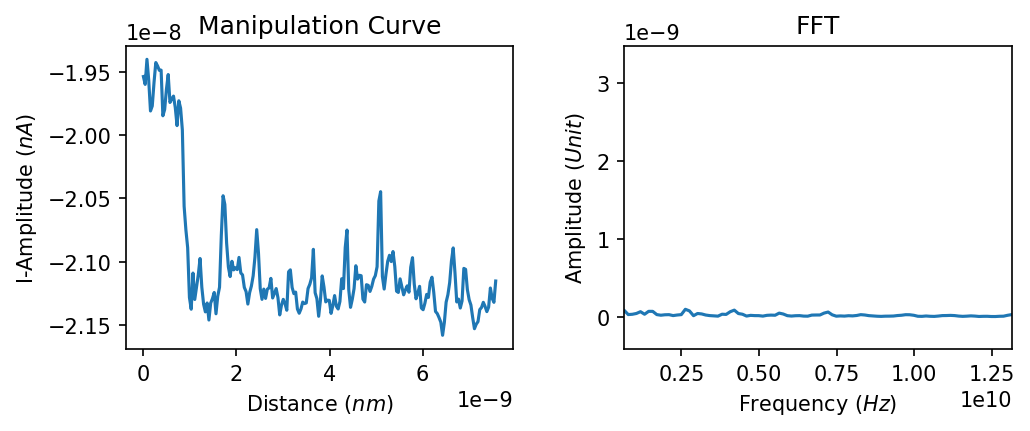 Manipulation Curve
1e−8
I-Amplitude (nA)
−1.95
−2.00
−2.05
−2.10
−2.15
0 2 4 6
1e−9
Distance (nm)
FFT
1e−9
Amplitude (Unit)
3
2
1
0
0.25 0.50 0.75 1.00 1.25
1e10
Frequency (Hz)